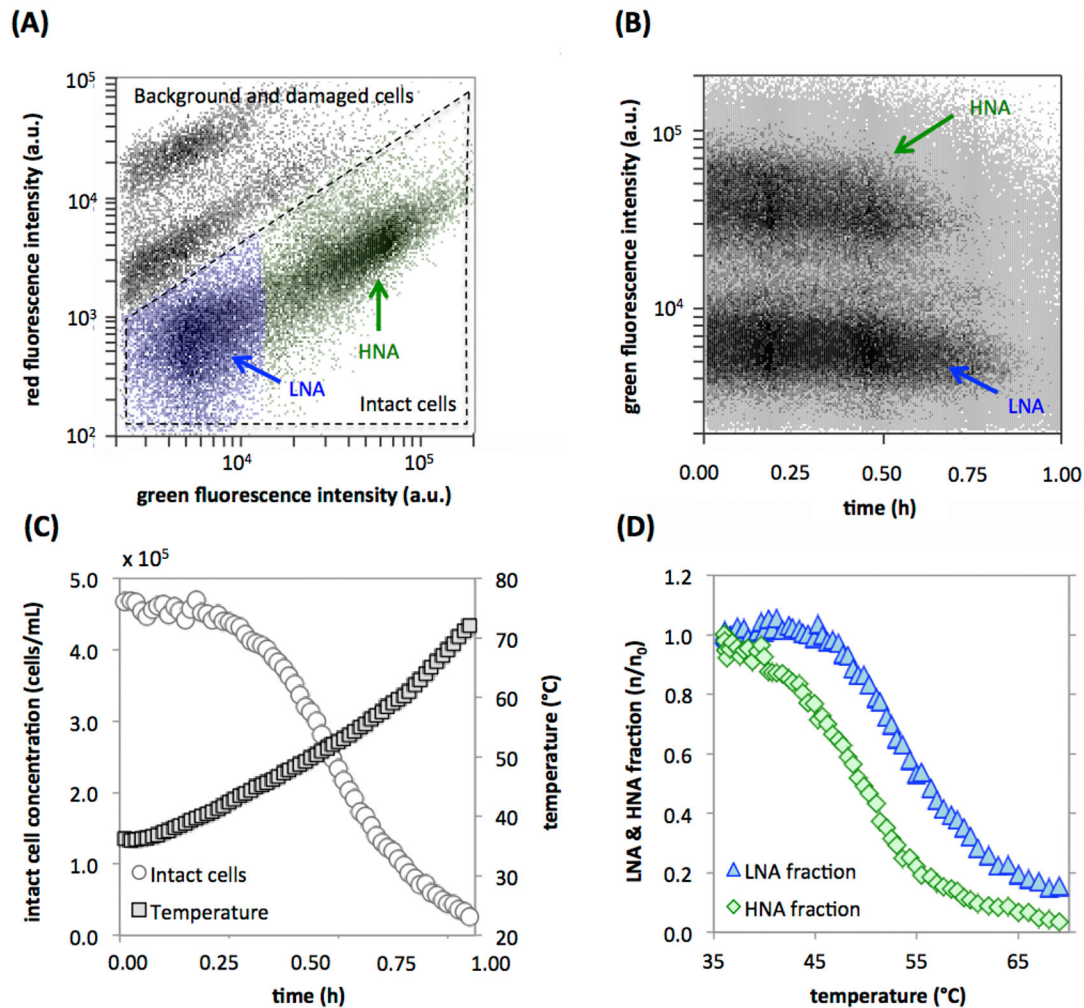 (A)
red fluorescence intensity (a.u.)
10^5
10^4
10^3
10^2
Background and damaged cells
HNA
LNA
Intact cells
10^4
10^5
green fluorescence intensity (a.u.)
(B)
green fluorescence intensity (a.u.)
10^5
10^4
HNA
LNA
0.00 0.25 0.50 0.75 1.00
time (h)
(C)
x 10^5
intact cell concentration (cells/mL)
5.0
4.0
3.0
2.0
1.0
0.0
80
70
60
50
40
30
20
temperature (°C)
Intact cells
Temperature
0.00 0.25 0.50 0.75 1.00
time (h)
(D)
LNA & HNA fraction (n/n0)
1.2
1.0
0.8
0.6
0.4
0.2
0.0
LNA fraction
HNA fraction
35 45 55 65
temperature (°C)